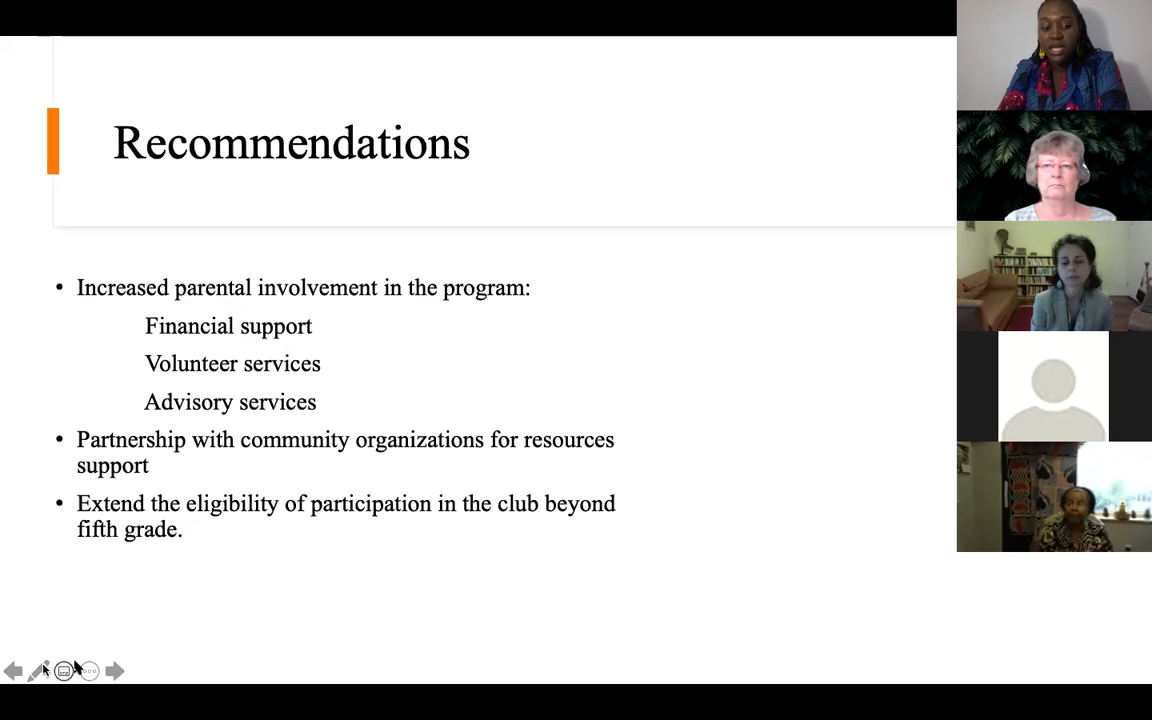 Recommendations
• Increased parental involvement in the program:
Financial support
Volunteer services
Advisory services
• Partnership with community organizations for resources
support
• Extend the eligibility of participation in the club beyond
fifth grade.